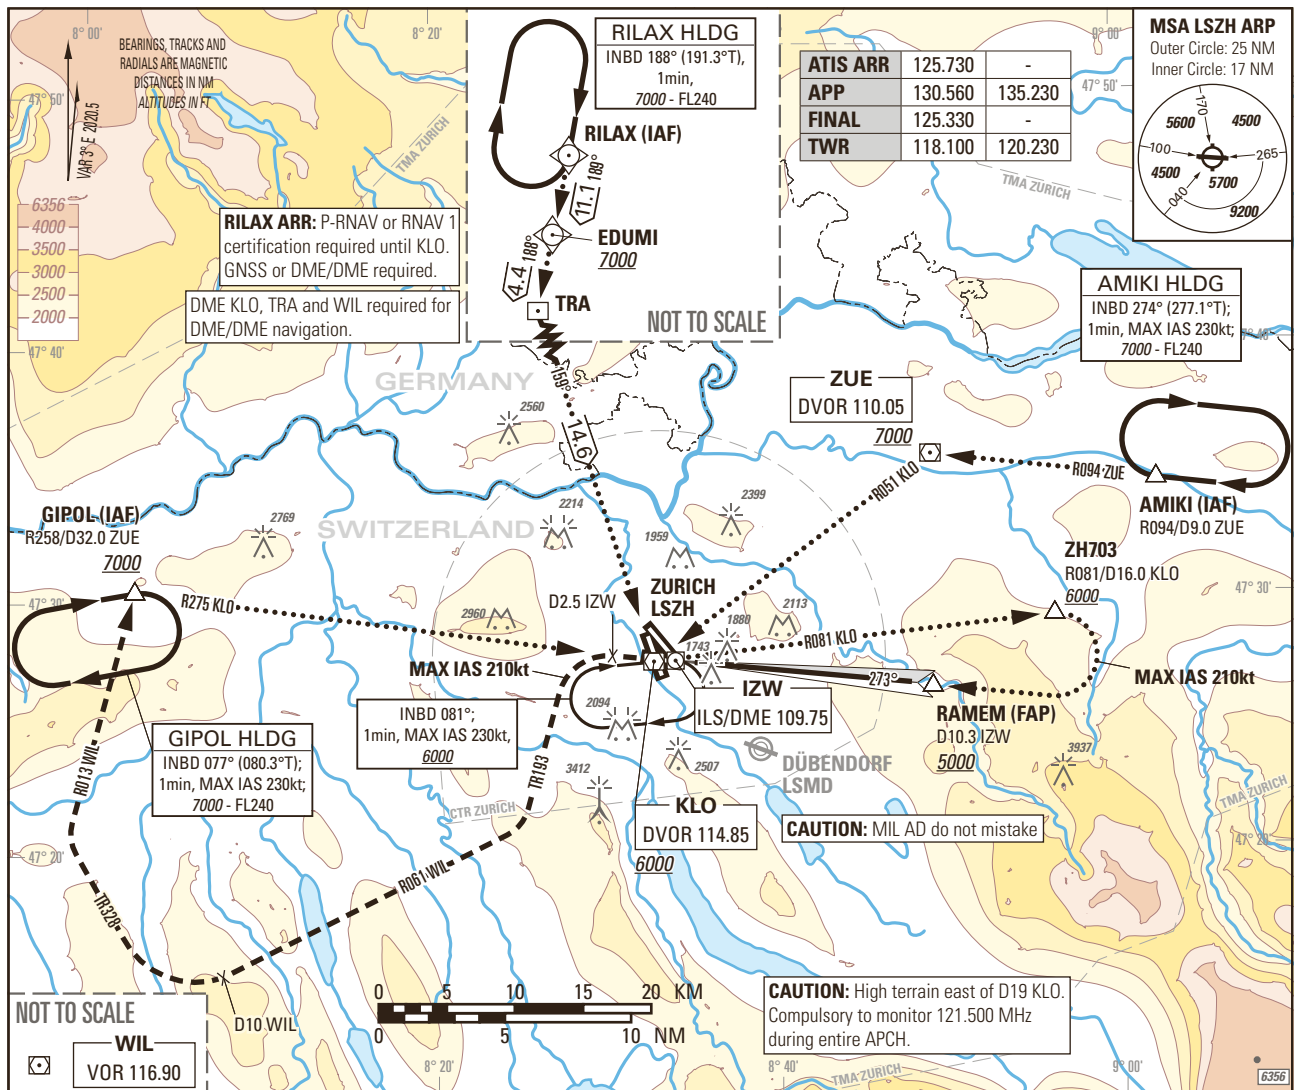 8° 00'
8° 20'
9° 00'
BEARINGS, TRACKS AND
RADIALS ARE MAGNETIC
DISTANCES IN NM
ALTITUDES IN FT
47° 50'
VAR 3° E 2020.5
6356
4000
3500
3000
2500
2000
47° 40'
TMA ZURICH
RILAX HLDG
INBD 188° (191.3°T),
1min,
7000 - FL240
RILAX (IAF)
11.1
189°
EDUMI
7000
4.4
188°
TRA
NOT TO SCALE
RILAX ARR: P-RNAV or RNAV 1
certification required until KLO.
GNSS or DME/DME required.
DME KLO, TRA and WIL required for
DME/DME navigation.
ATIS ARR 125.730 -
APP 130.560 135.230
FINAL 125.330 -
TWR 118.100 120.230
47° 50'
TMA ZURICH
MSA LSZH ARP
Outer Circle: 25 NM
Inner Circle: 17 NM
170
5600
4500
100
265
4500
5700
040
9200
AMIKI HLDG
INBD 274° (277.1°T);
1min, MAX IAS 230kt;
7000 - FL240
7° 40'
GERMANY
159°
14.6
2560
ZUE
DVOR 110.05
7000
R094 ZUE
R051 KLO
AMIKI (IAF)
R094/D9.0 ZUE
GIPOL (IAF)
R258/D32.0 ZUE
7000
2769
SWITZERLAND
2214
2399
1959
ZH703
R081/D16.0 KLO
6000
47° 30'
47° 30'
R275 KLO
2960
D2.5 IZW
ZURICH
LSZH
2113
1880
1743
R081 KLO
MAX IAS 210kt
MAX IAS 210kt
273°
INBD 081°;
1min, MAX IAS 230kt,
6000
2094
IZW
ILS/DME 109.75
RAMEM (FAP)
D10.3 IZW
5000
GIPOL HLDG
INBD 077° (080.3°T);
1min, MAX IAS 230kt;
7000 - FL240
R013 WIL
TR193
3412
2507
DÜBENDORF
LSMD
3937
CTR ZURICH
KLO
DVOR 114.85
6000
CAUTION: MIL AD do not mistake
TMA ZURICH
47° 20'
47° 20'
TR328
R061 WIL
D10 WIL
NOT TO SCALE
WIL
VOR 116.90
0 5 10 15 20 KM
0 5 10 NM
CAUTION: High terrain east of D19 KLO.
Compulsory to monitor 121.500 MHz
during entire APCH.
8° 20'
8° 40'
9° 00'
TMA ZURICH
6356